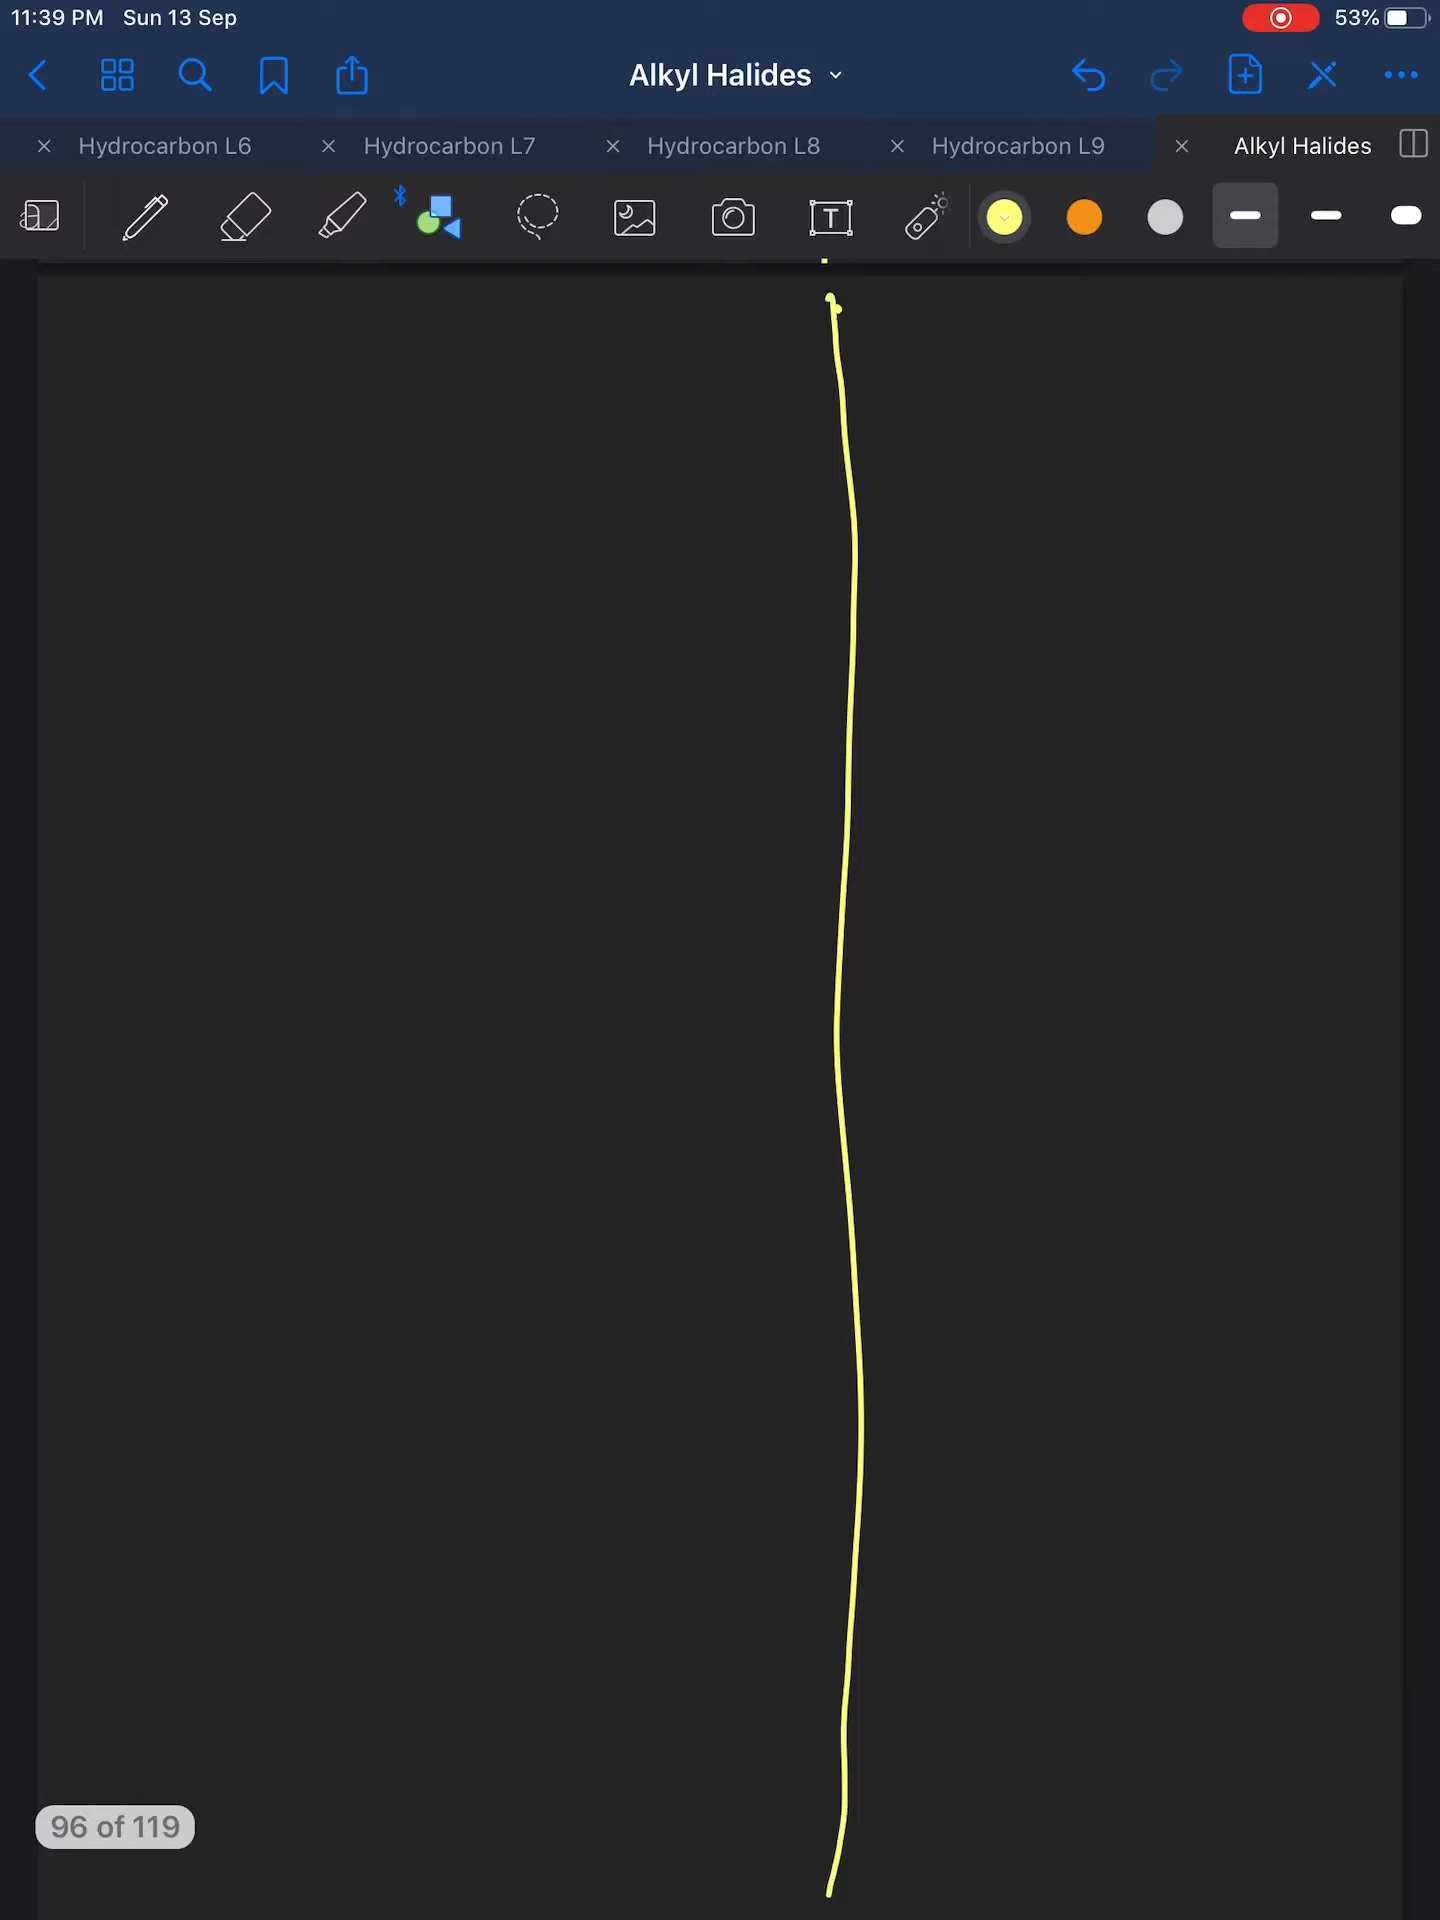 11:39 PM Sun 13 Sep 53%
Alkyl Halides
Hydrocarbon L6 Hydrocarbon L7 Hydrocarbon L8 Hydrocarbon L9 Alkyl Halides
T
96 of 119